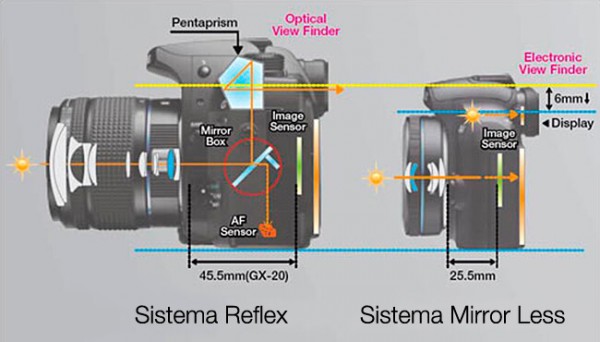 Pentaprism
Optical
View Finder
Electronic
View Finder
6mm
Display
Image
Sensor
Mirror
Box
Image
Sensor
AF
Sensor
45.5mm(GX-20)
25.5mm
Sistema Reflex
Sistema Mirror Less